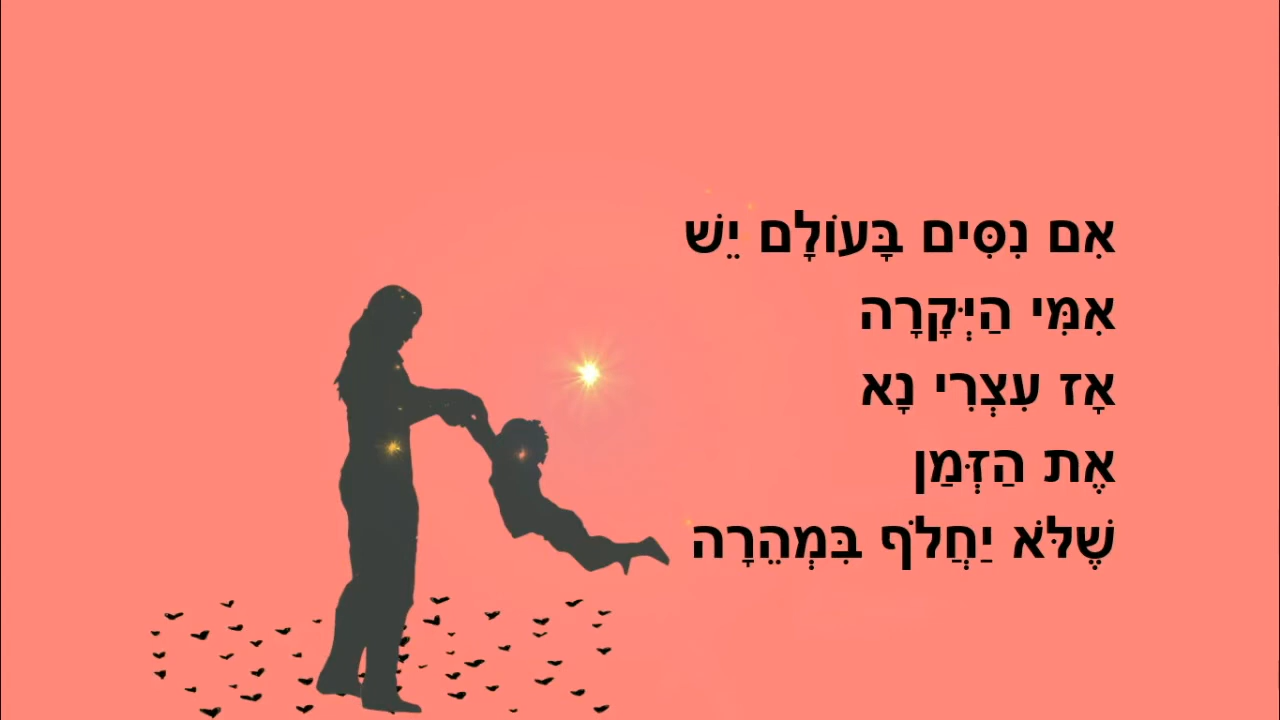 אִם נִסִּים בָּעוֹלָם יֵשׁ
אִמִּי הַיְּקָרָה
אָז עִצְרִי נָא
אֶת הַזְּמַן
שֶׁלֹּא יַחֲלֹף בִּמְהֵרָה